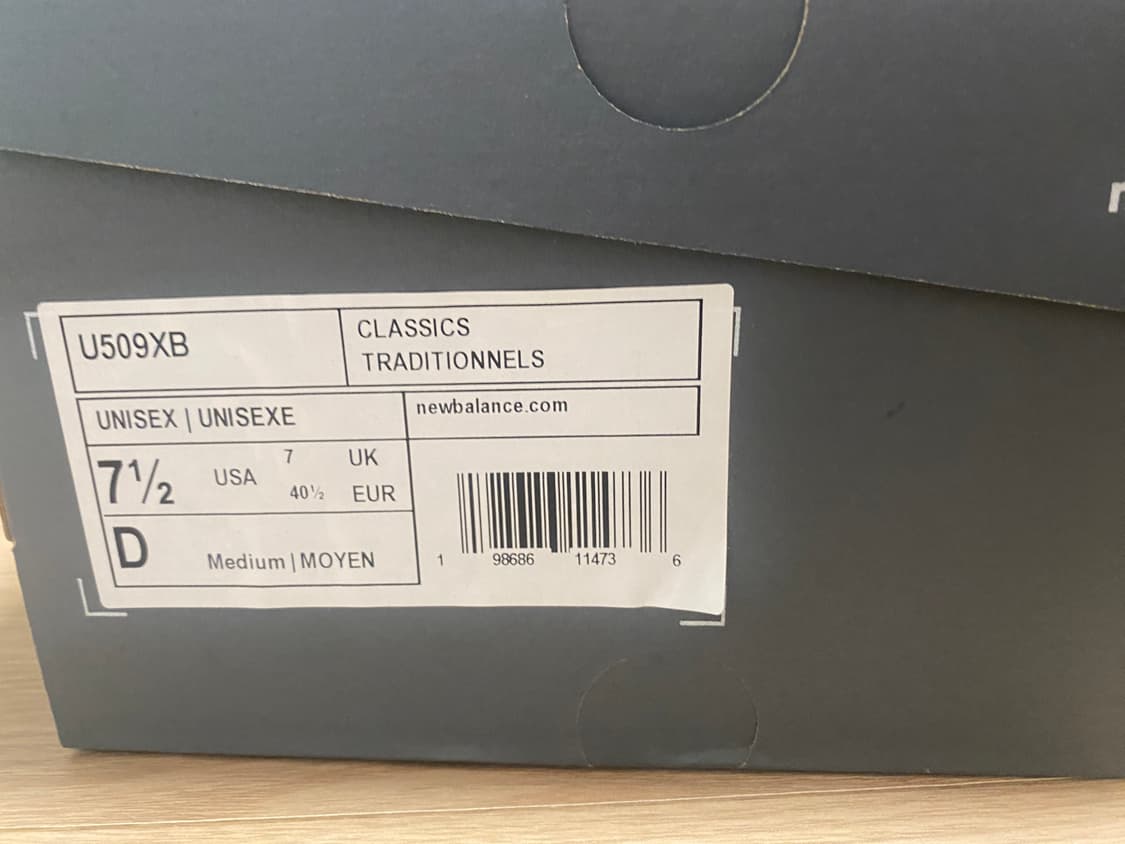 U509XB
CLASSICS
TRADITIONNELS
UNISEX | UNISEXE
newbalance.com
7½ USA 7 UK
40½ EUR
D Medium | MOYEN
1 98686 11473 6